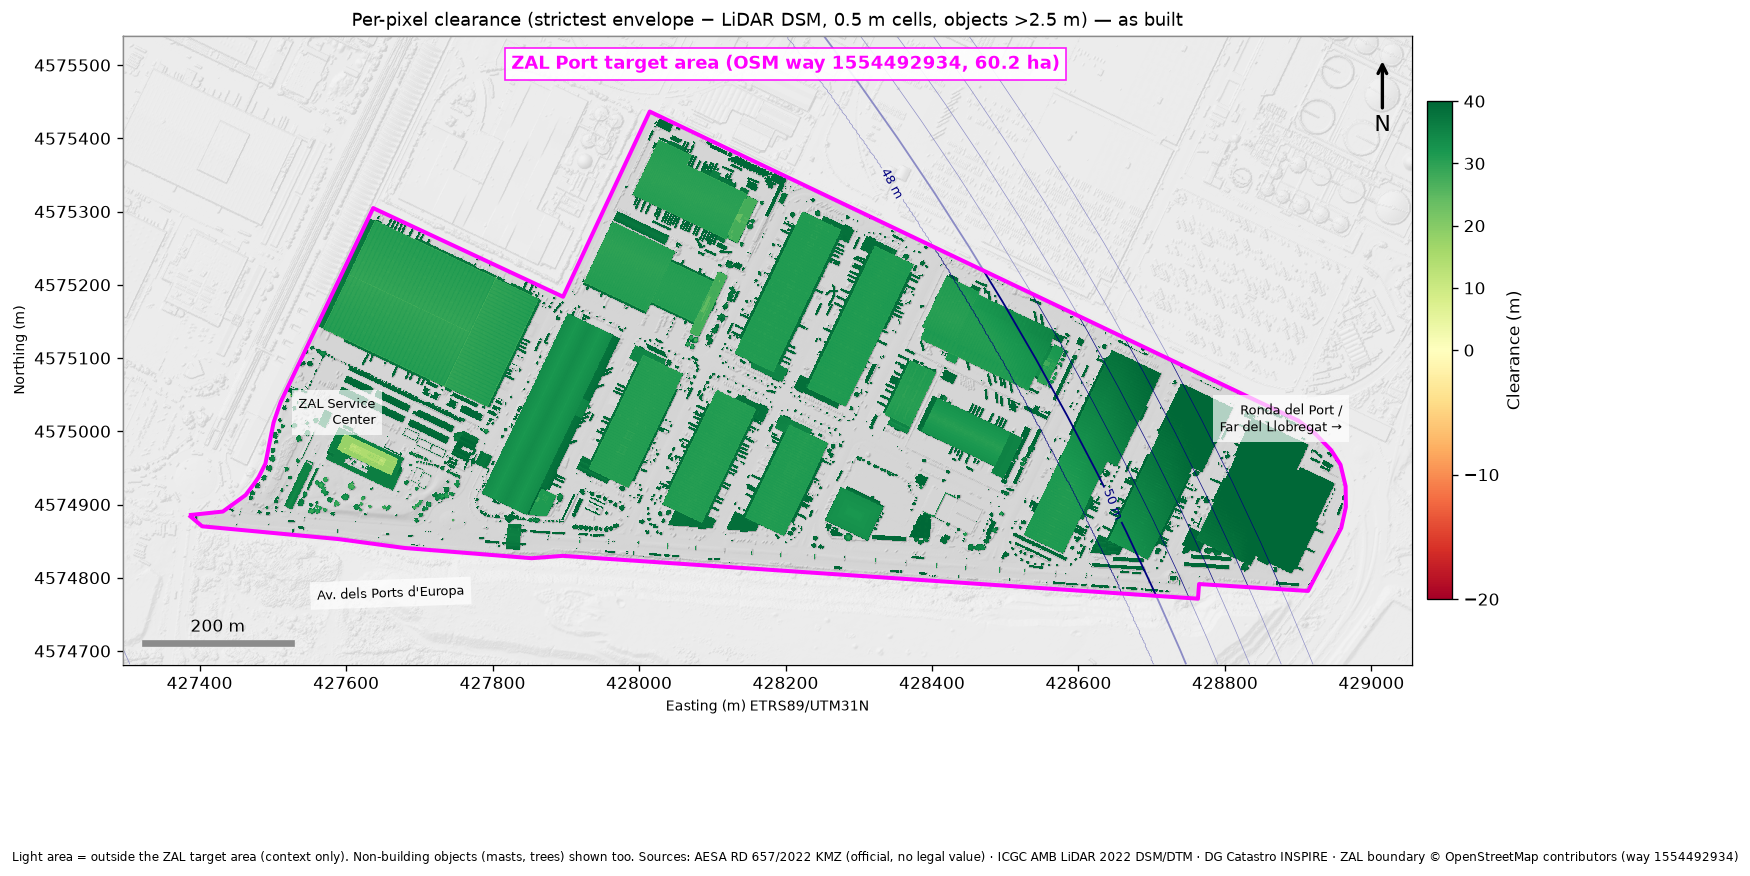 Per-pixel clearance (strictest envelope − LiDAR DSM, 0.5 m cells, objects >2.5 m) — as built
ZAL Port target area (OSM way 1554492934, 60.2 ha)
N
48 m
50 m
ZAL Service
Center
Ronda del Port /
Far del Llobregat →
Av. dels Ports d'Europa
200 m
4575500
4575400
4575300
4575200
4575100
4575000
4574900
4574800
4574700
Northing (m)
427400
427600
427800
428000
428200
428400
428600
428800
429000
Easting (m) ETRS89/UTM31N
40
30
20
10
0
−10
−20
Clearance (m)
Light area = outside the ZAL target area (context only). Non-building objects (masts, trees) shown too. Sources: AESA RD 657/2022 KMZ (official, no legal value) · ICGC AMB LiDAR 2022 DSM/DTM · DG Catastro INSPIRE · ZAL boundary © OpenStreetMap contributors (way 1554492934)